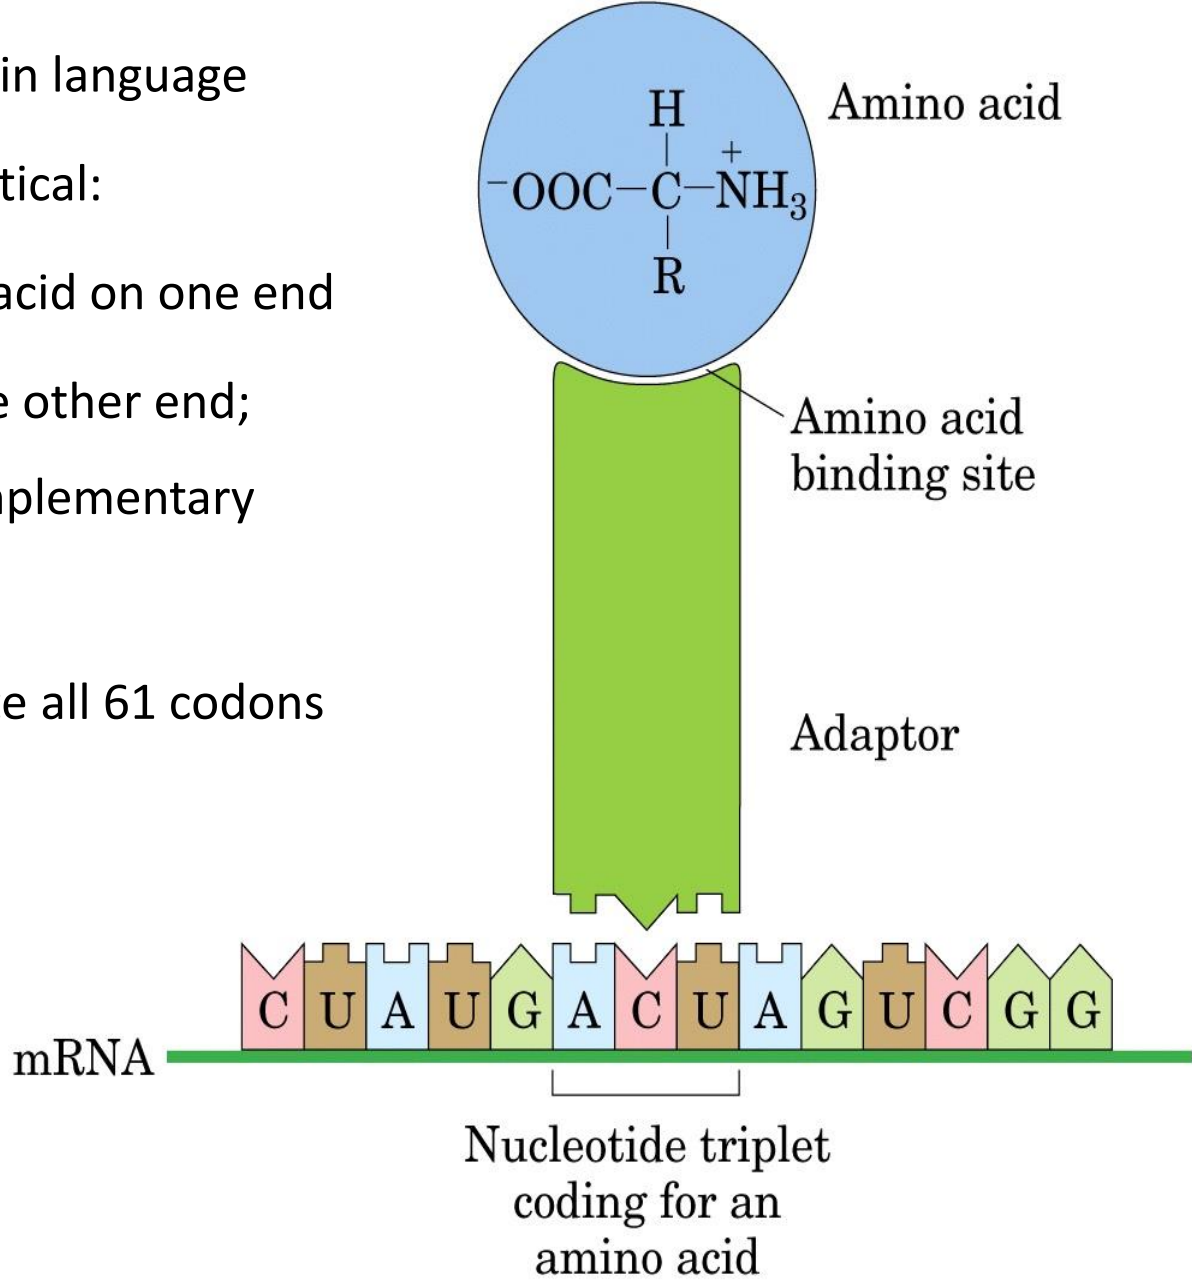 in language
tical:
acid on one end
e other end;
nplementary
e all 61 codons
Amino acid
H
+
⁻OOC–C–NH₃
R
Amino acid
binding site
Adaptor
C U A U G A C U A G U C G G
mRNA
Nucleotide triplet
coding for an
amino acid